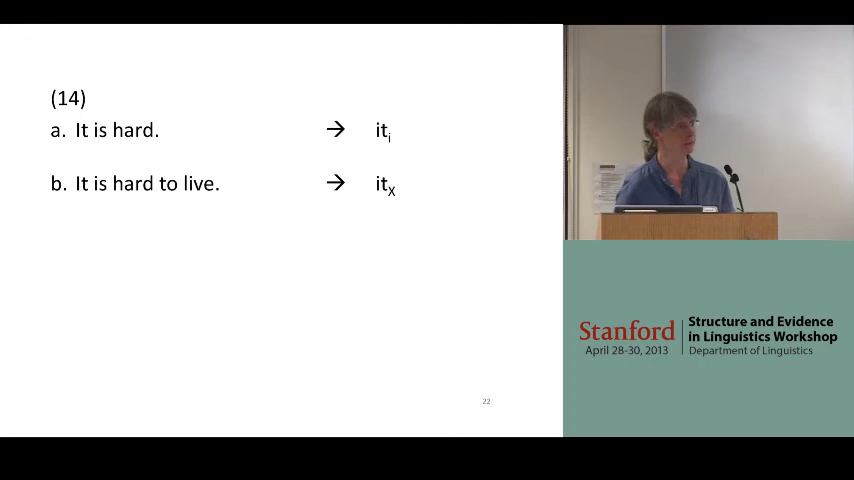 (14)
a. It is hard. → it_i
b. It is hard to live. → it_X
22
Stanford
April 28-30, 2013
Structure and Evidence
in Linguistics Workshop
Department of Linguistics